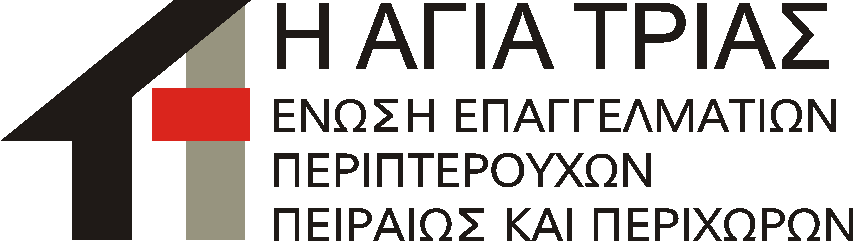 Η ΑΓΙΑ ΤΡΙΑΣ
ΕΝΩΣΗ ΕΠΑΓΓΕΛΜΑΤΙΩΝ
ΠΕΡΙΠΤΕΡΟΥΧΩΝ
ΠΕΙΡΑΙΩΣ ΚΑΙ ΠΕΡΙΧΩΡΩΝ